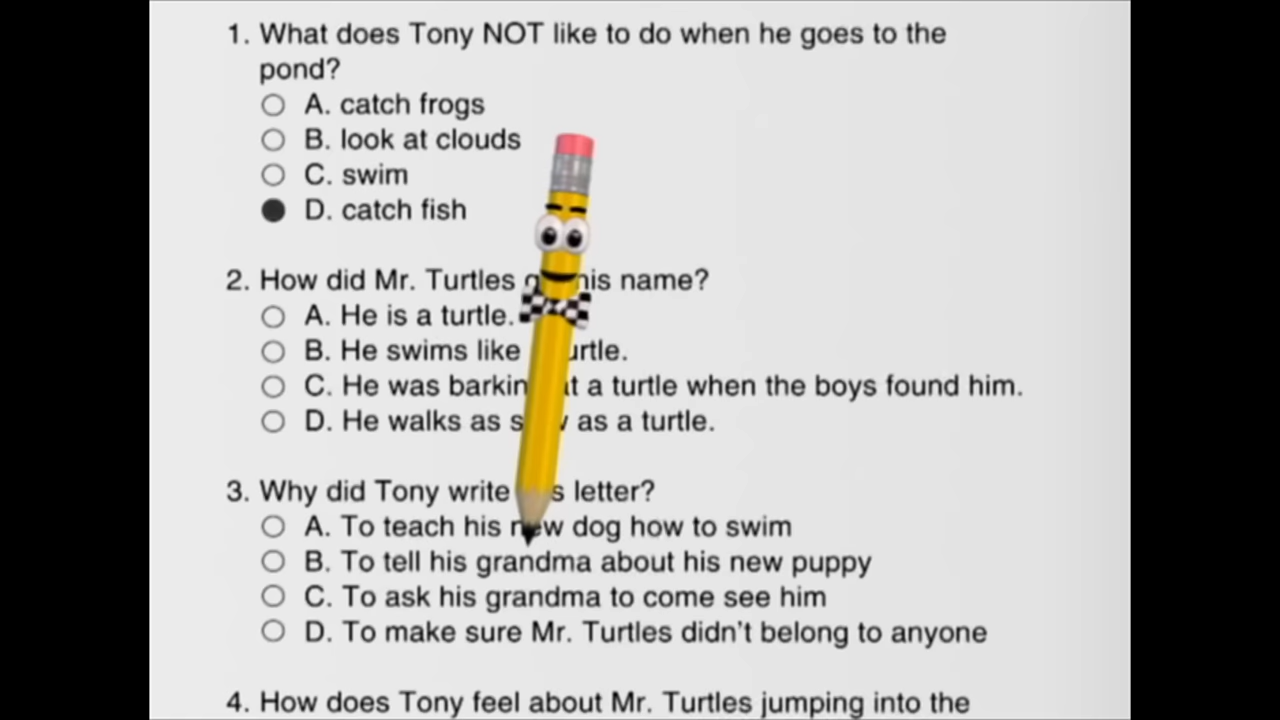 1. What does Tony NOT like to do when he goes to the
pond?
A. catch frogs
B. look at clouds
C. swim
D. catch fish
2. How did Mr. Turtles name?
A. He is a turtle.
B. He swims like
C. He was a turtle when the boys found him.
D. He walks as as a turtle.
3. Why did Tony write letter?
A. To teach his new dog how to swim
B. To tell his grandma about his new puppy
C. To ask his grandma to come see him
D. To make sure Mr. Turtles didn't belong to anyone
4. How does Tony feel about Mr. Turtles jumping into the